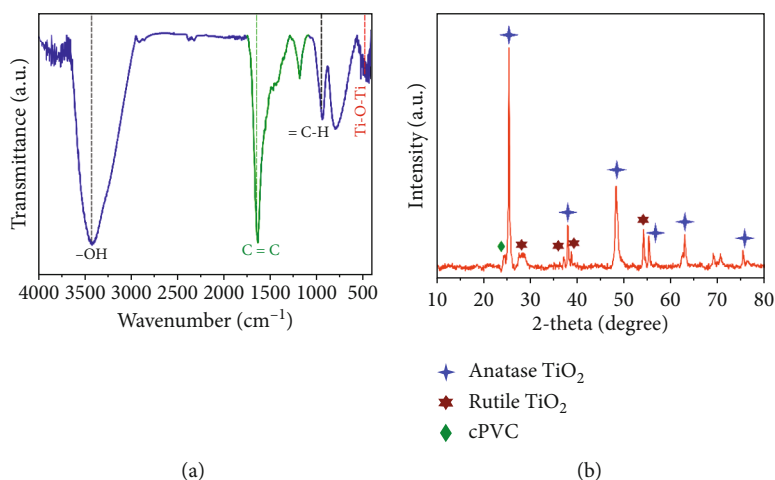 Transmittance (a.u.)
–OH
C = C
= C-H
Ti-O-Ti
4000 3500 3000 2500 2000 1500 1000 500
Wavenumber (cm⁻¹)
(a)
Intensity (a.u.)
10 20 30 40 50 60 70 80
2-theta (degree)
Anatase TiO₂
Rutile TiO₂
cPVC
(b)